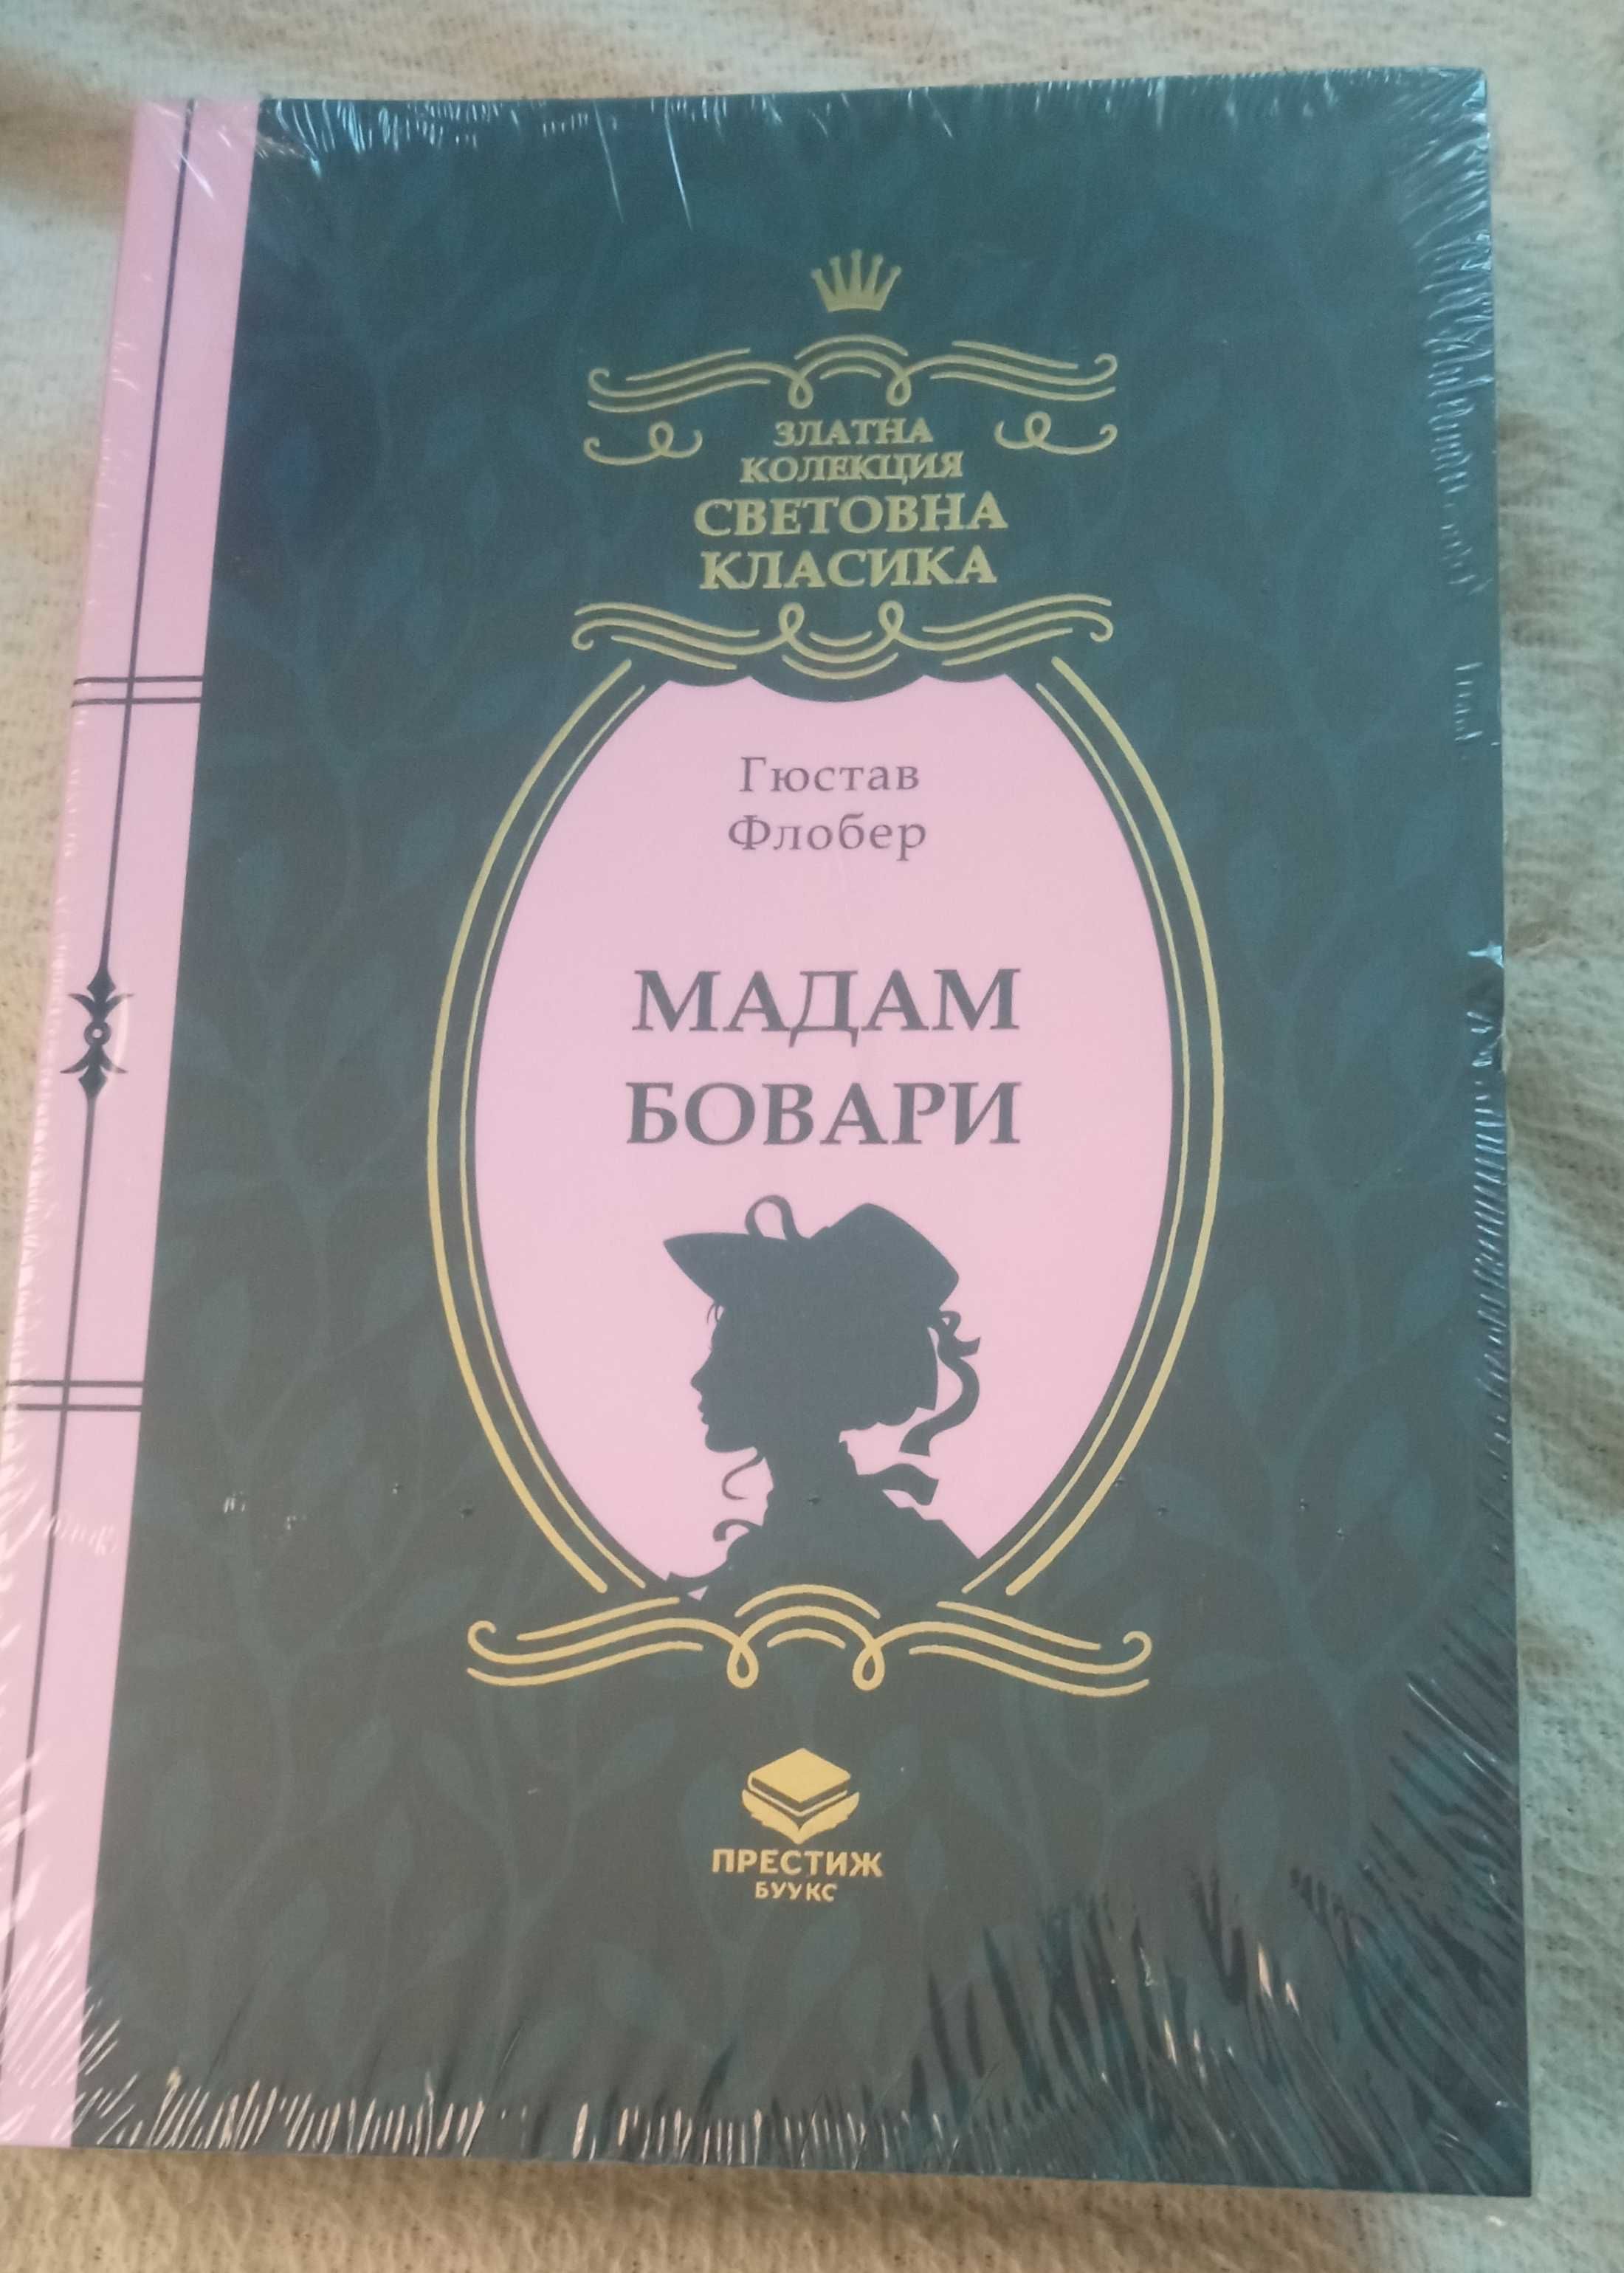 ЗЛАТНА
КОЛЕКЦИЯ
СВЕТОВНА
КЛАСИКА
Гюстав
Флобер
МАДАМ
БОВАРИ
ПРЕСТИЖ
БУУКС